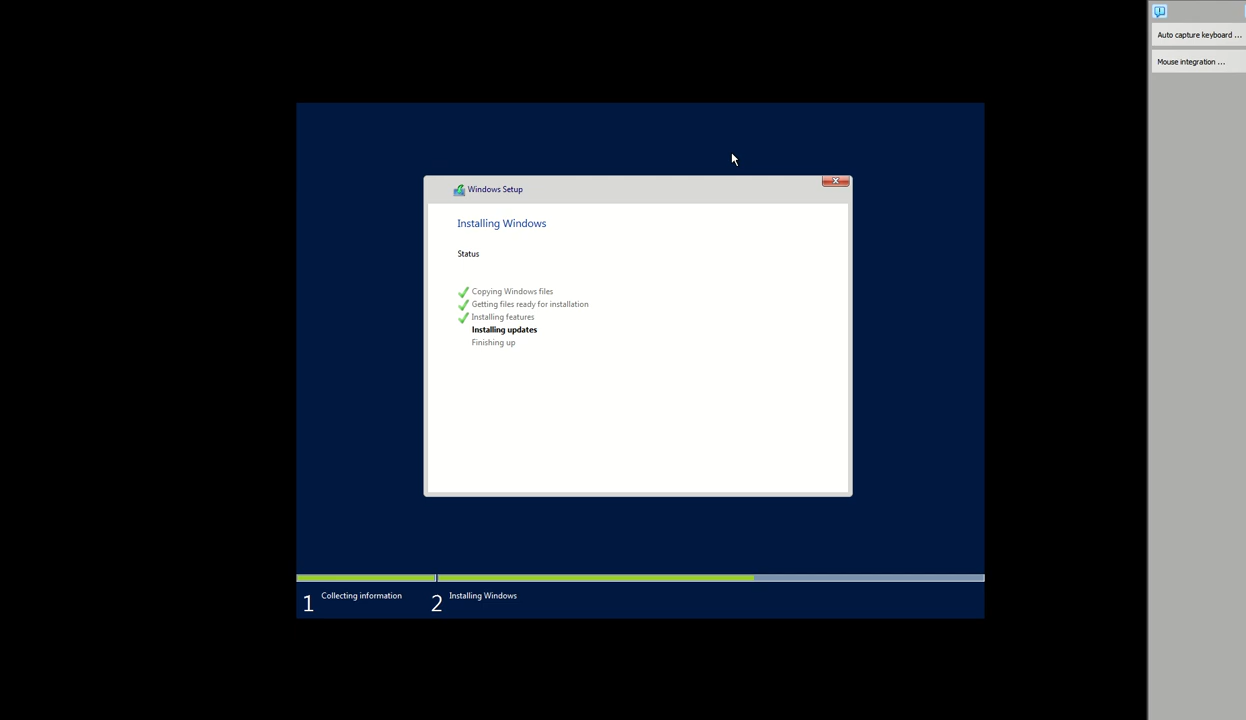 Auto capture keyboard ...
Mouse integration ...
Windows Setup
Installing Windows
Status
Copying Windows files
Getting files ready for installation
Installing features
Installing updates
Finishing up
1 Collecting information
2 Installing Windows